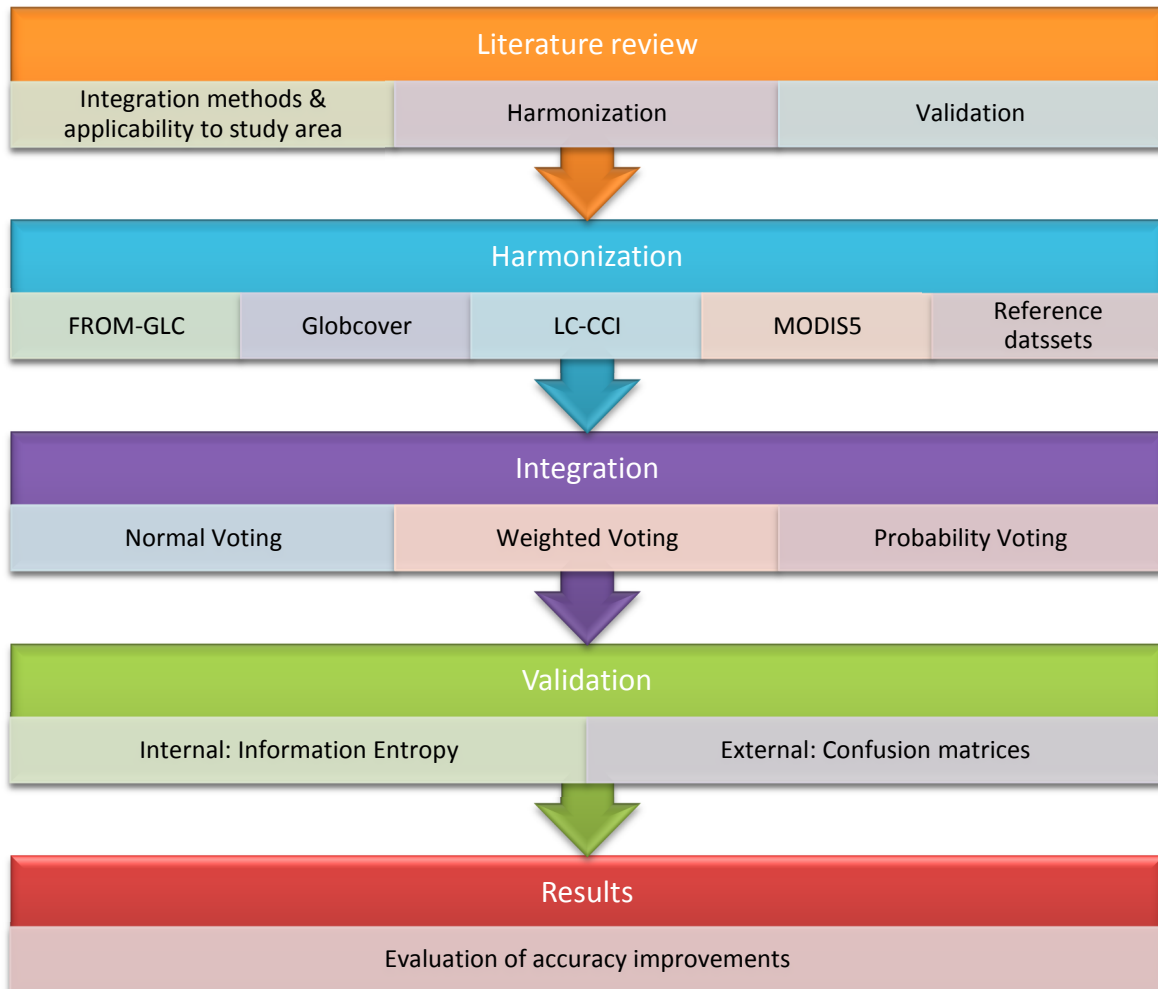 Literature review
Integration methods &
applicability to study area
Harmonization
Validation
Harmonization
FROM-GLC
Globcover
LC-CCI
MODIS5
Reference
datssets
Integration
Normal Voting
Weighted Voting
Probability Voting
Validation
Internal: Information Entropy
External: Confusion matrices
Results
Evaluation of accuracy improvements